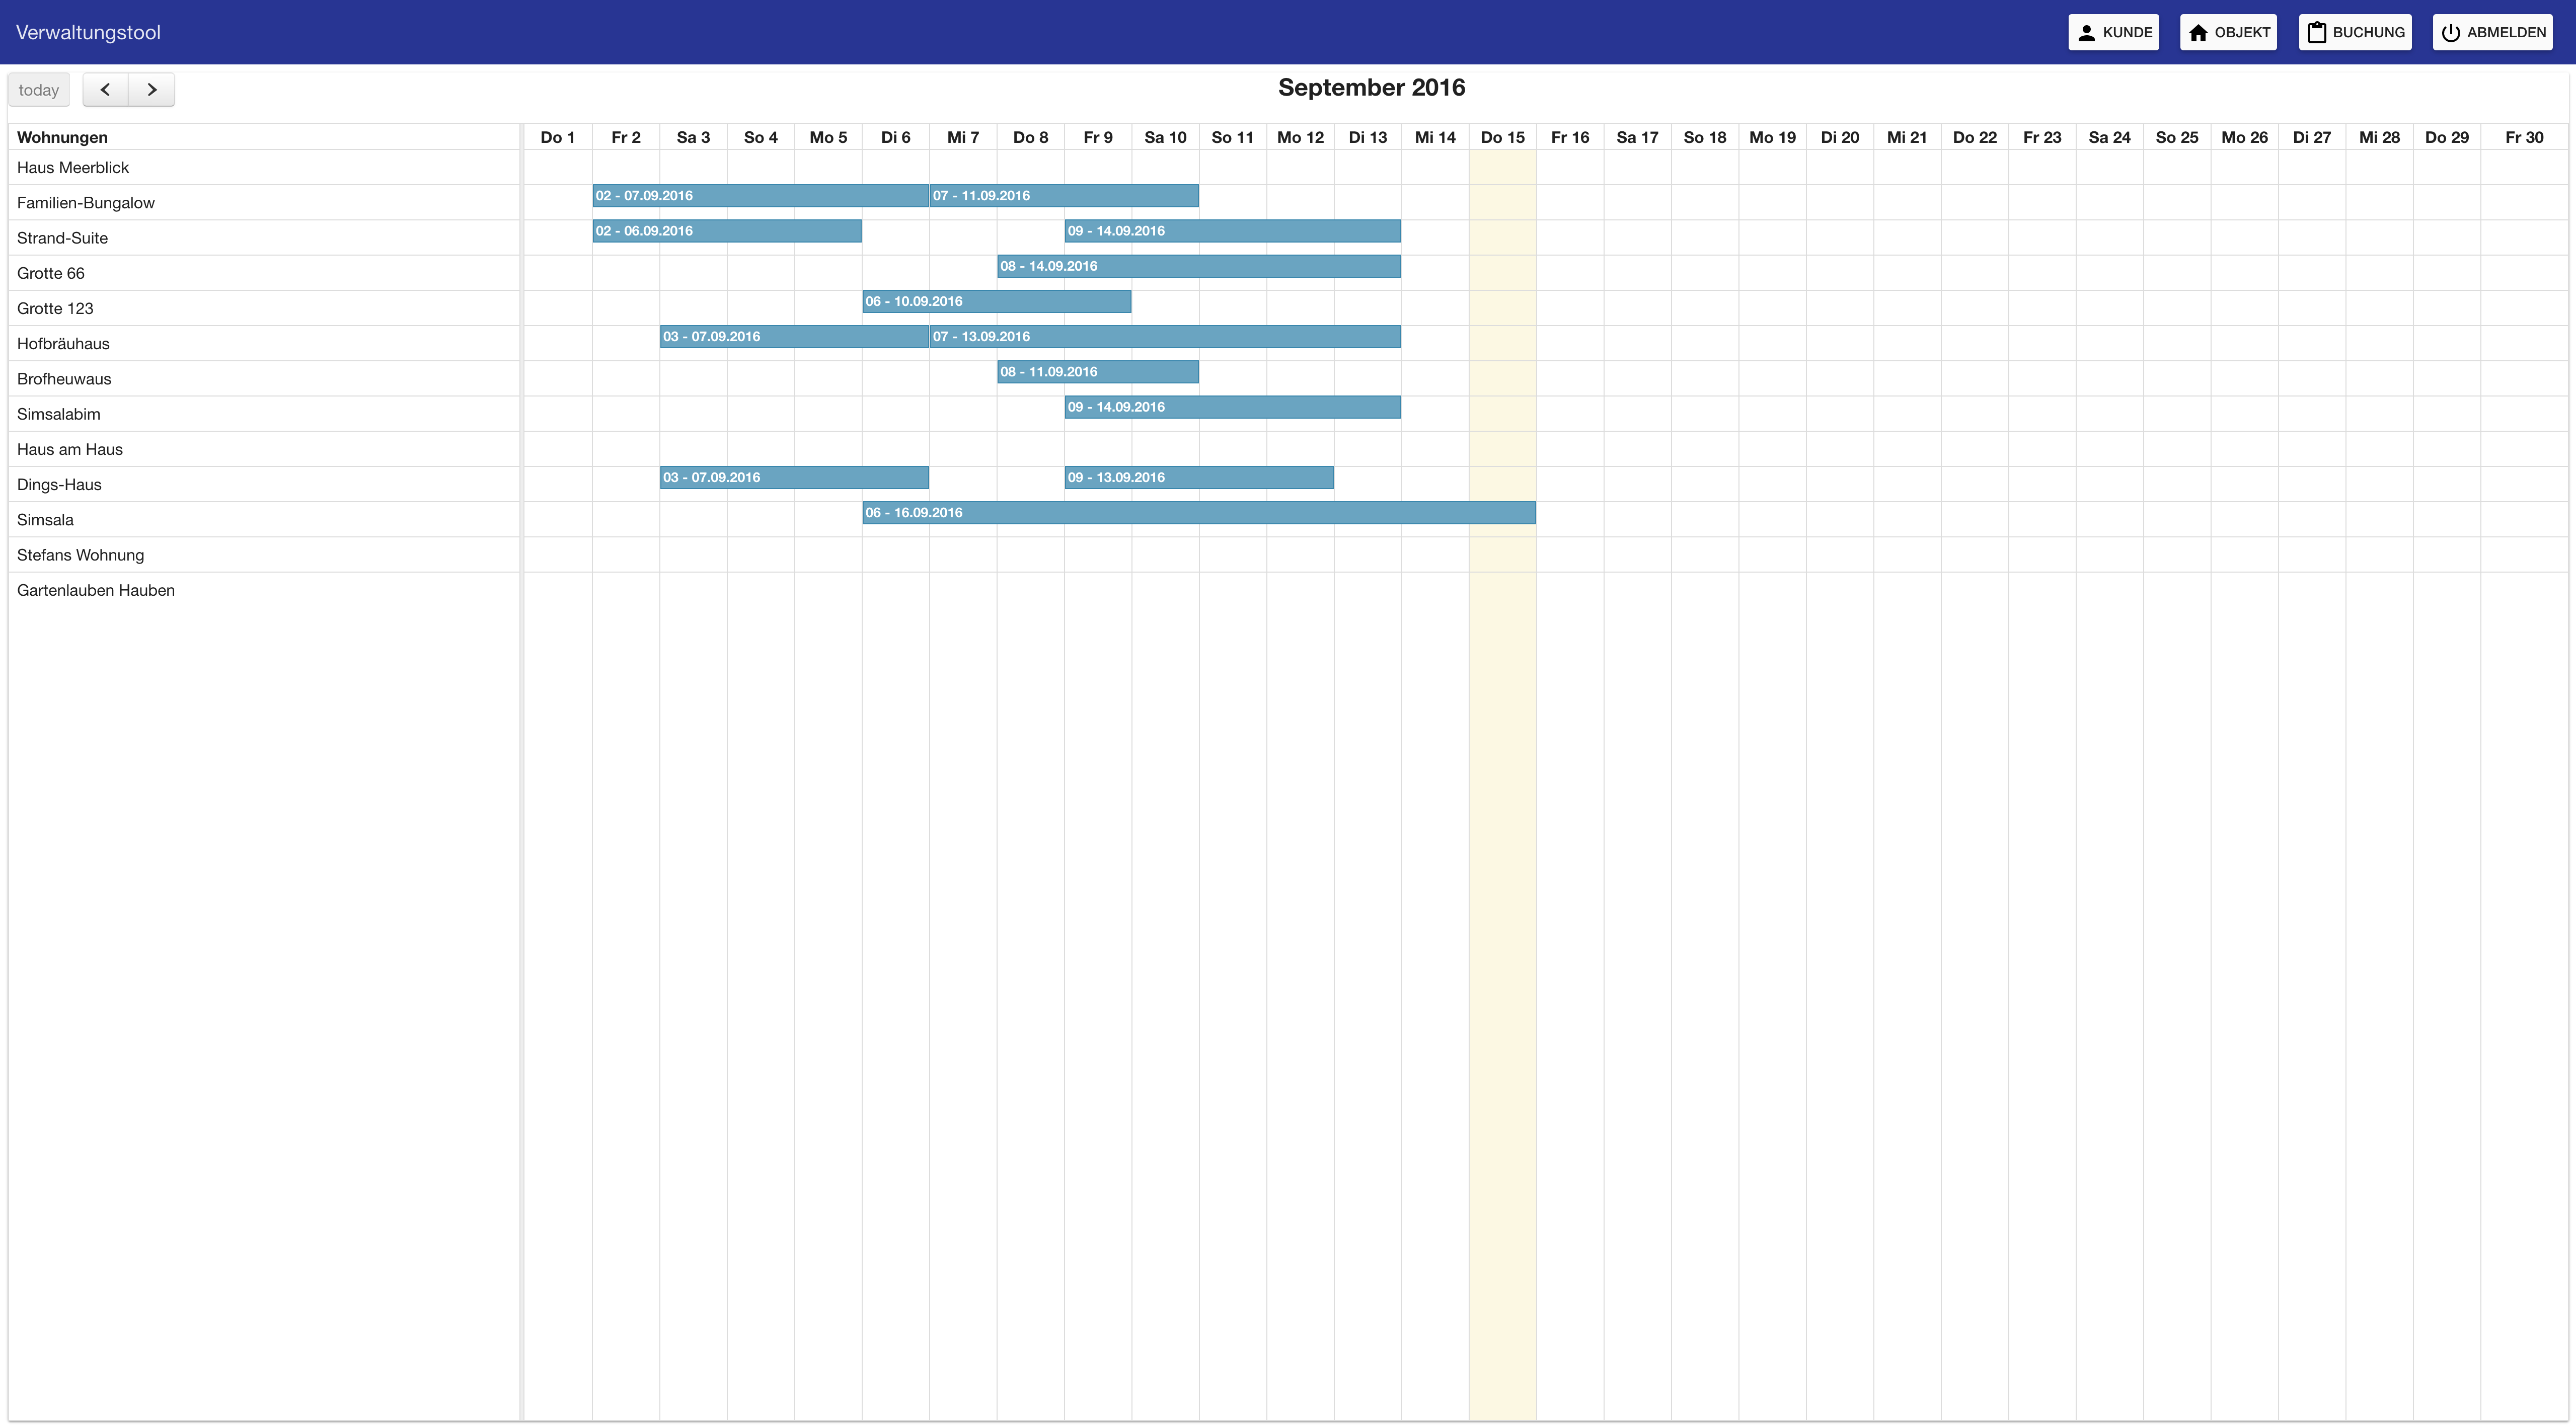 Verwaltungstool KUNDE OBJEKT BUCHUNG ABMELDEN
today September 2016
Wohnungen Do 1 Fr 2 Sa 3 So 4 Mo 5 Di 6 Mi 7 Do 8 Fr 9 Sa 10 So 11 Mo 12 Di 13 Mi 14 Do 15 Fr 16 Sa 17 So 18 Mo 19 Di 20 Mi 21 Do 22 Fr 23 Sa 24 So 25 Mo 26 Di 27 Mi 28 Do 29 Fr 30
Haus Meerblick
Familien-Bungalow 02 - 07.09.2016 07 - 11.09.2016
Strand-Suite 02 - 06.09.2016 09 - 14.09.2016
Grotte 66 08 - 14.09.2016
Grotte 123 06 - 10.09.2016
Hofbräuhaus 03 - 07.09.2016 07 - 13.09.2016
Brofheuwaus 08 - 11.09.2016
Simsalabim 09 - 14.09.2016
Haus am Haus
Dings-Haus 03 - 07.09.2016 09 - 13.09.2016
Simsala 06 - 16.09.2016
Stefans Wohnung
Gartenlauben Hauben